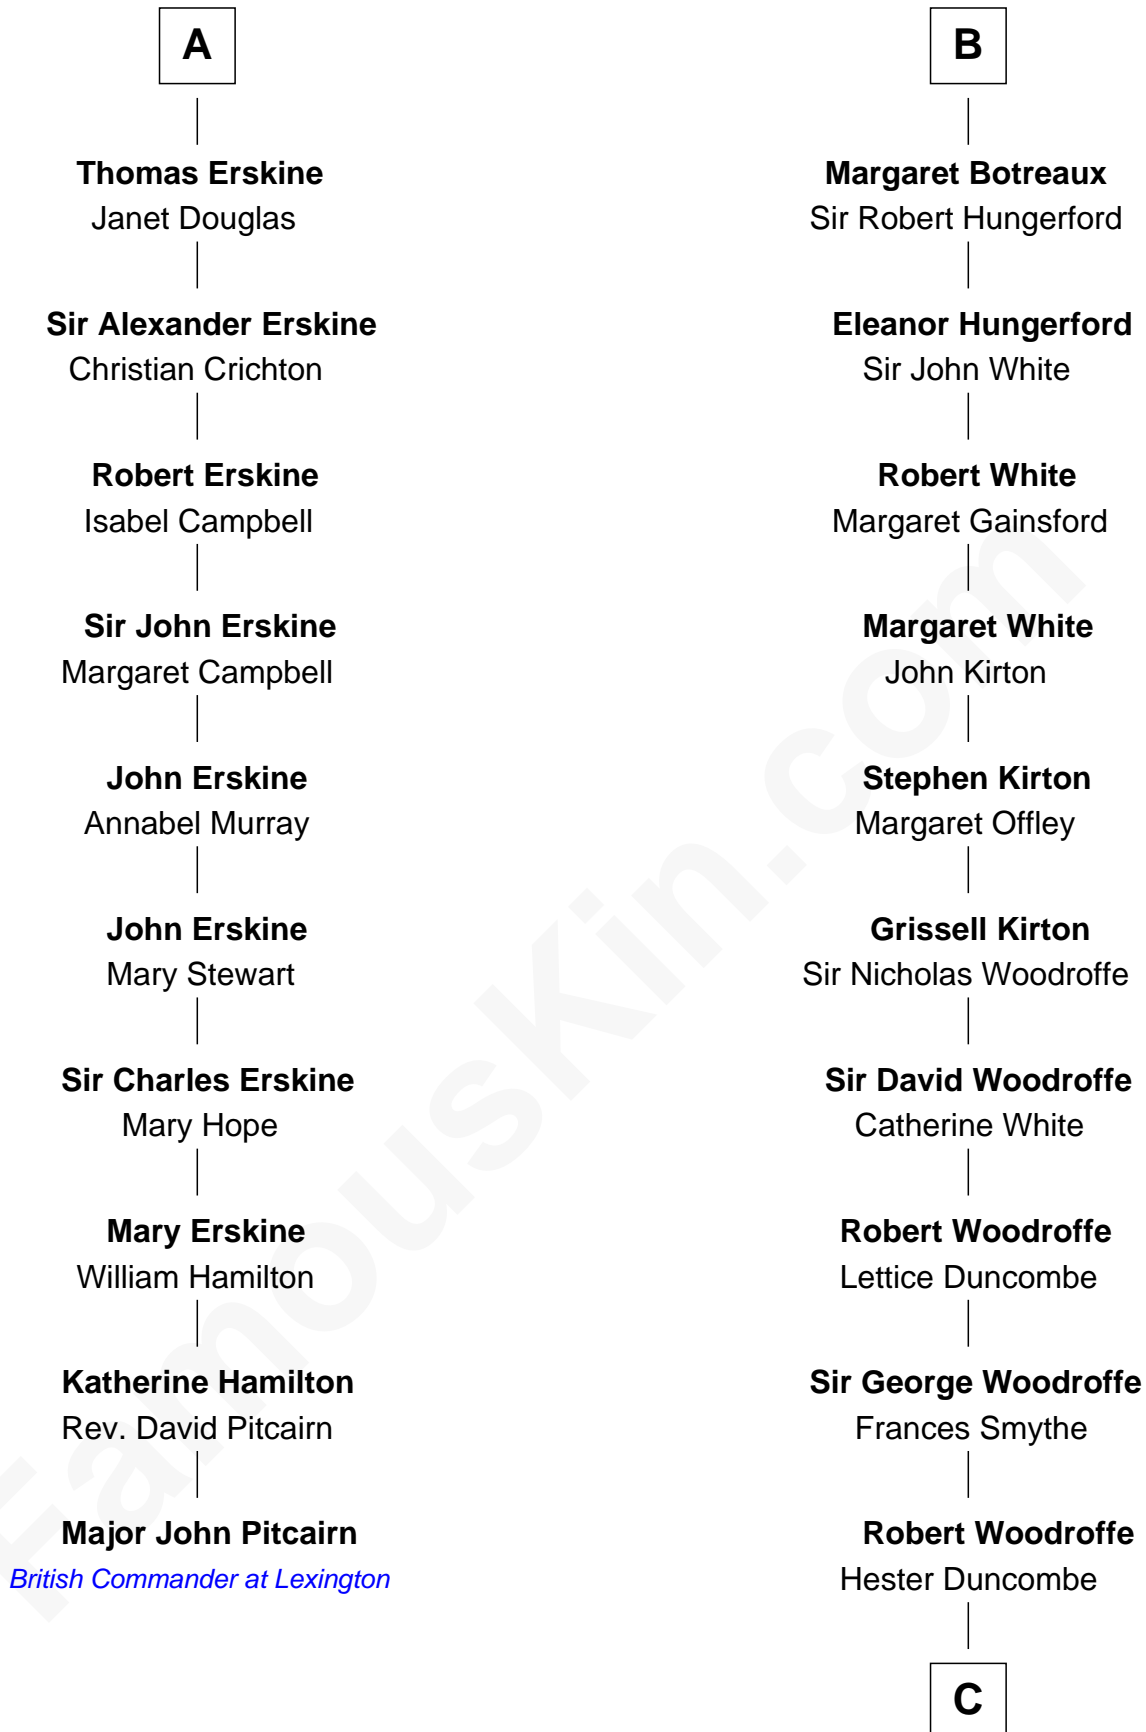 A
Thomas Erskine
Janet Douglas
Sir Alexander Erskine
Christian Crichton
Robert Erskine
Isabel Campbell
Sir John Erskine
Margaret Campbell
John Erskine
Annabel Murray
John Erskine
Mary Stewart
Sir Charles Erskine
Mary Hope
Mary Erskine
William Hamilton
Katherine Hamilton
Rev. David Pitcairn
Major John Pitcairn
British Commander at Lexington
B
Margaret Botreaux
Sir Robert Hungerford
Eleanor Hungerford
Sir John White
Robert White
Margaret Gainsford
Margaret White
John Kirton
Stephen Kirton
Margaret Offley
Grissell Kirton
Sir Nicholas Woodroffe
Sir David Woodroffe
Catherine White
Robert Woodroffe
Lettice Duncombe
Sir George Woodroffe
Frances Smythe
Robert Woodroffe
Hester Duncombe
C
FamousKin.com